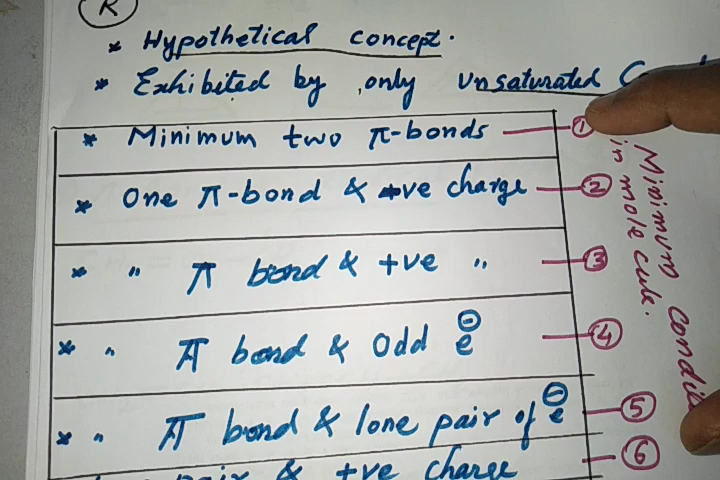 R
* Hypothetical concept.
* Exhibited by only unsaturated
* Minimum two π-bonds ①
* One π-bond & -ve charge ②
* " π bond & +ve " ③
* " π bond & odd e⊖ ④
* " π bond & lone pair of e⊖ ⑤
pair & +ve charge ⑥
Minimum condi
in molecule.